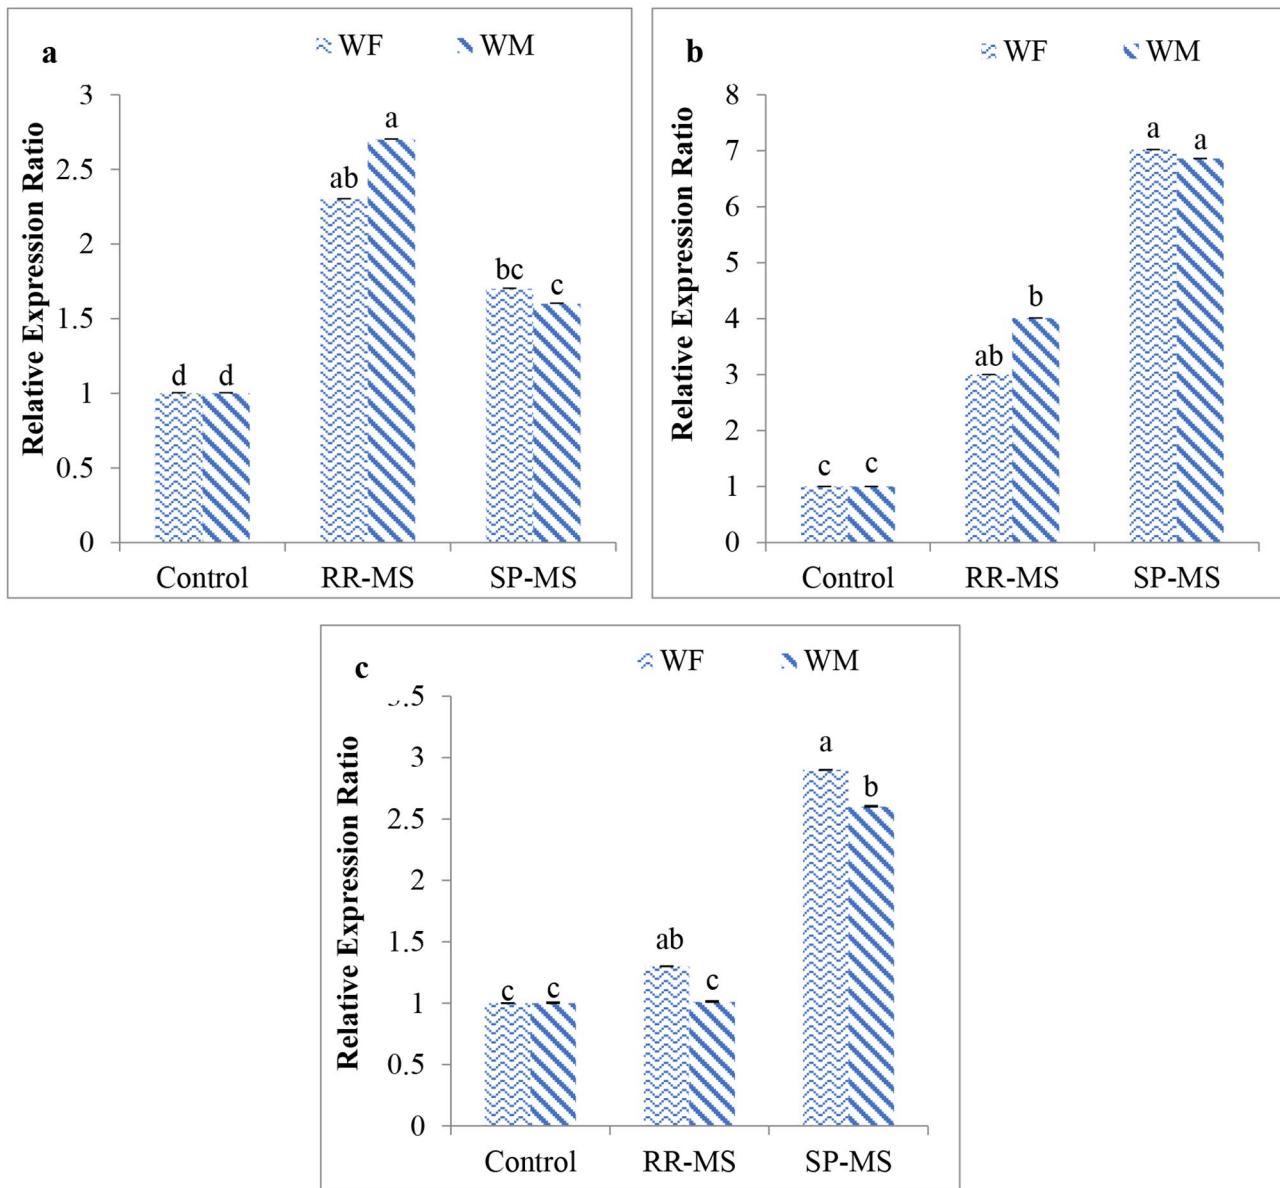 a
WF WM
Relative Expression Ratio
3
2.5
2
1.5
1
0.5
0
d d ab a bc c
Control RR-MS SP-MS
b
WF WM
Relative Expression Ratio
8
7
6
5
4
3
2
1
0
c c ab b a a
Control RR-MS SP-MS
c
WF WM
Relative Expression Ratio
3
2.5
2
1.5
1
0.5
0
c c ab c a b
Control RR-MS SP-MS